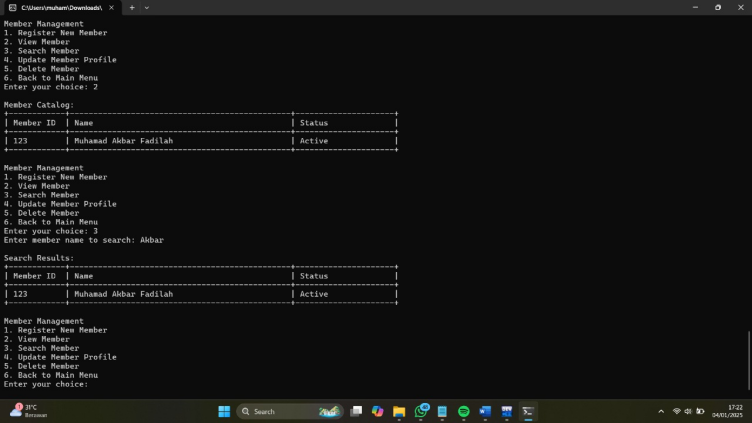 C:\Users\muham\Downloads\
Member Management
1. Register New Member
2. View Member
3. Search Member
4. Update Member Profile
5. Delete Member
6. Back to Main Menu
Enter your choice: 2
Member Catalog:
| Member ID | Name | Status |
| 123 | Muhamad Akbar Fadilah | Active |
Member Management
1. Register New Member
2. View Member
3. Search Member
4. Update Member Profile
5. Delete Member
6. Back to Main Menu
Enter your choice: 3
Enter member name to search: Akbar
Search Results:
| Member ID | Name | Status |
| 123 | Muhamad Akbar Fadilah | Active |
Member Management
1. Register New Member
2. View Member
3. Search Member
4. Update Member Profile
5. Delete Member
6. Back to Main Menu
Enter your choice:
31°C
Berawan
Search
17:22
04/01/2025